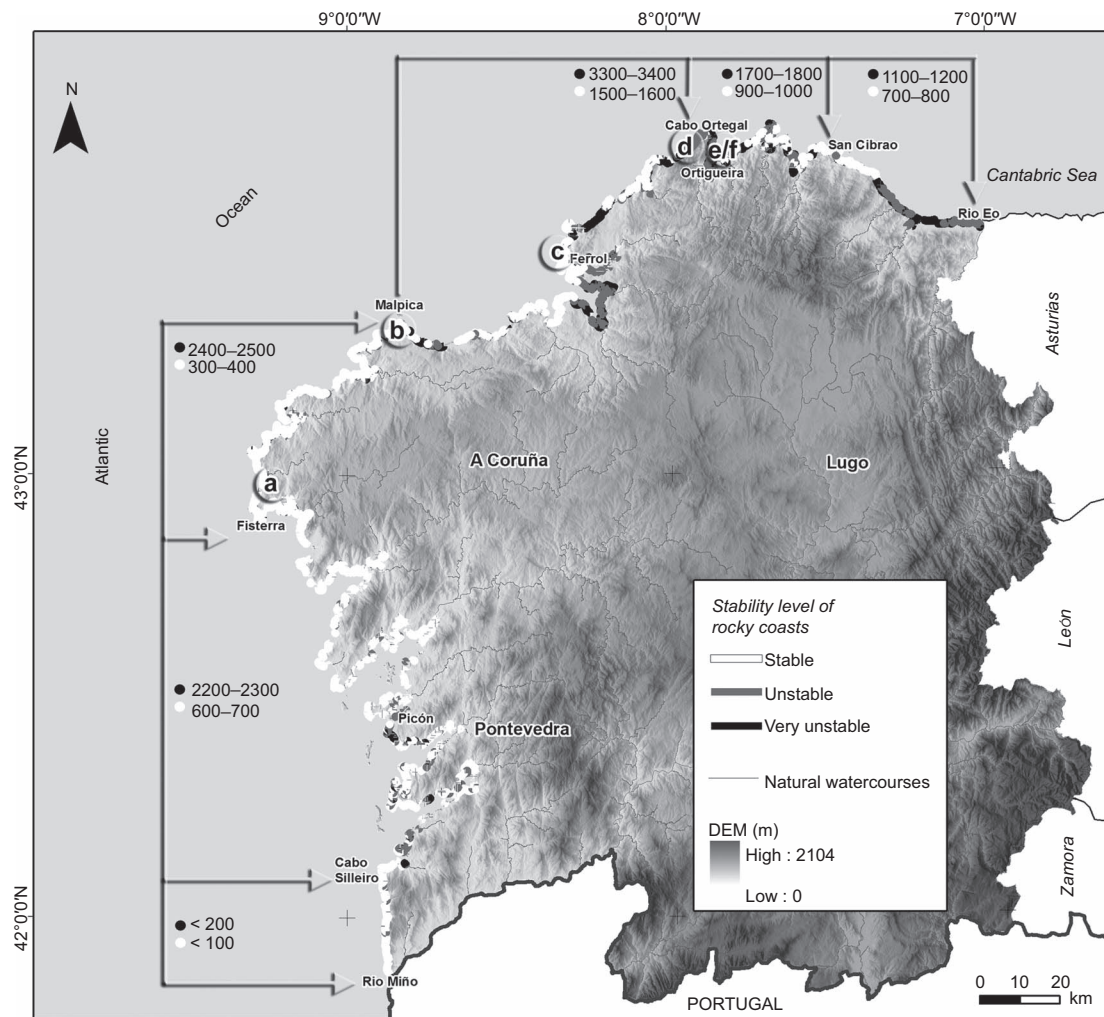 9°0'0"W
8°0'0"W
7°0'0"W
N
3300–3400
1500–1600
1700–1800
900–1000
1100–1200
700–800
Cabo Ortegal
d
e/f
Ortigueira
San Cibrao
Cantabric Sea
Rio Eo
Ocean
c
Ferrol
Malpica
b
Asturias
2400–2500
300–400
Atlantic
43°0'0"N
A Coruña
Lugo
a
Fisterra
Stability level of
rocky coasts
Stable
Unstable
Very unstable
Natural watercourses
DEM (m)
High : 2104
Low : 0
León
2200–2300
600–700
Picón
Pontevedra
Cabo
Silleiro
Zamora
42°0'0"N
< 200
< 100
Rio Miño
PORTUGAL
0 10 20
km